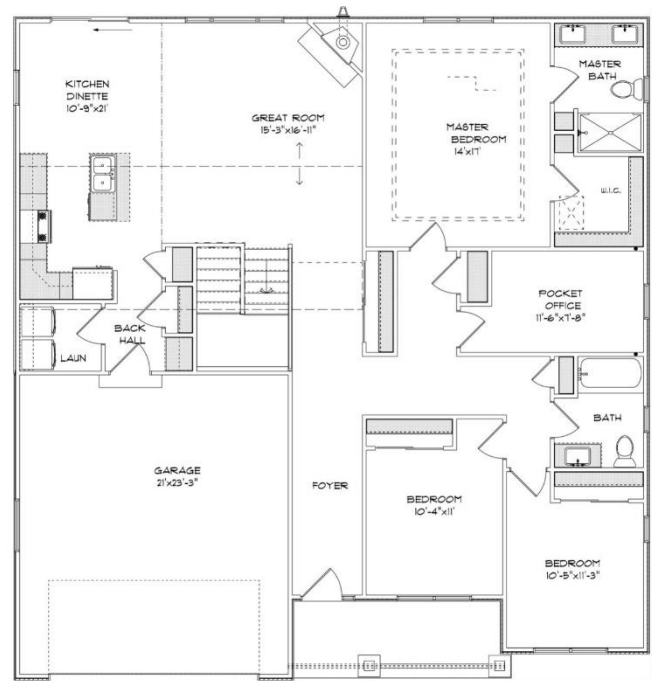 KITCHEN
DINETTE
10'-9"x21'
GREAT ROOM
15'-3"x16'-11"
MASTER
BEDROOM
14'x17'
MASTER
BATH
W.I.C.
POCKET
OFFICE
11'-6"x7'-8"
BACK
HALL
LAUN
BATH
GARAGE
21'x23'-3"
FOYER
BEDROOM
10'-4"x11'
BEDROOM
10'-5"x11'-3"